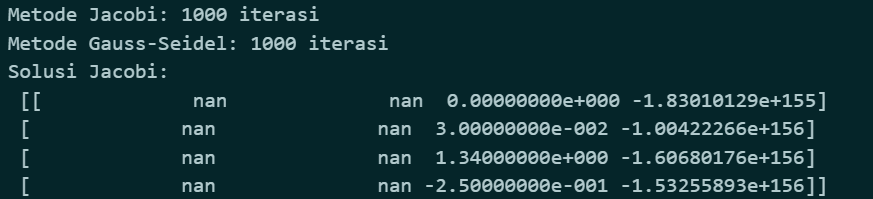 Metode Jacobi: 1000 iterasi
Metode Gauss-Seidel: 1000 iterasi
Solusi Jacobi:
[[             nan             nan  0.00000000e+000 -1.83010129e+155]
[             nan             nan  3.00000000e-002 -1.00422266e+156]
[             nan             nan  1.34000000e+000 -1.60680176e+156]
[             nan             nan -2.50000000e-001 -1.53255893e+156]]